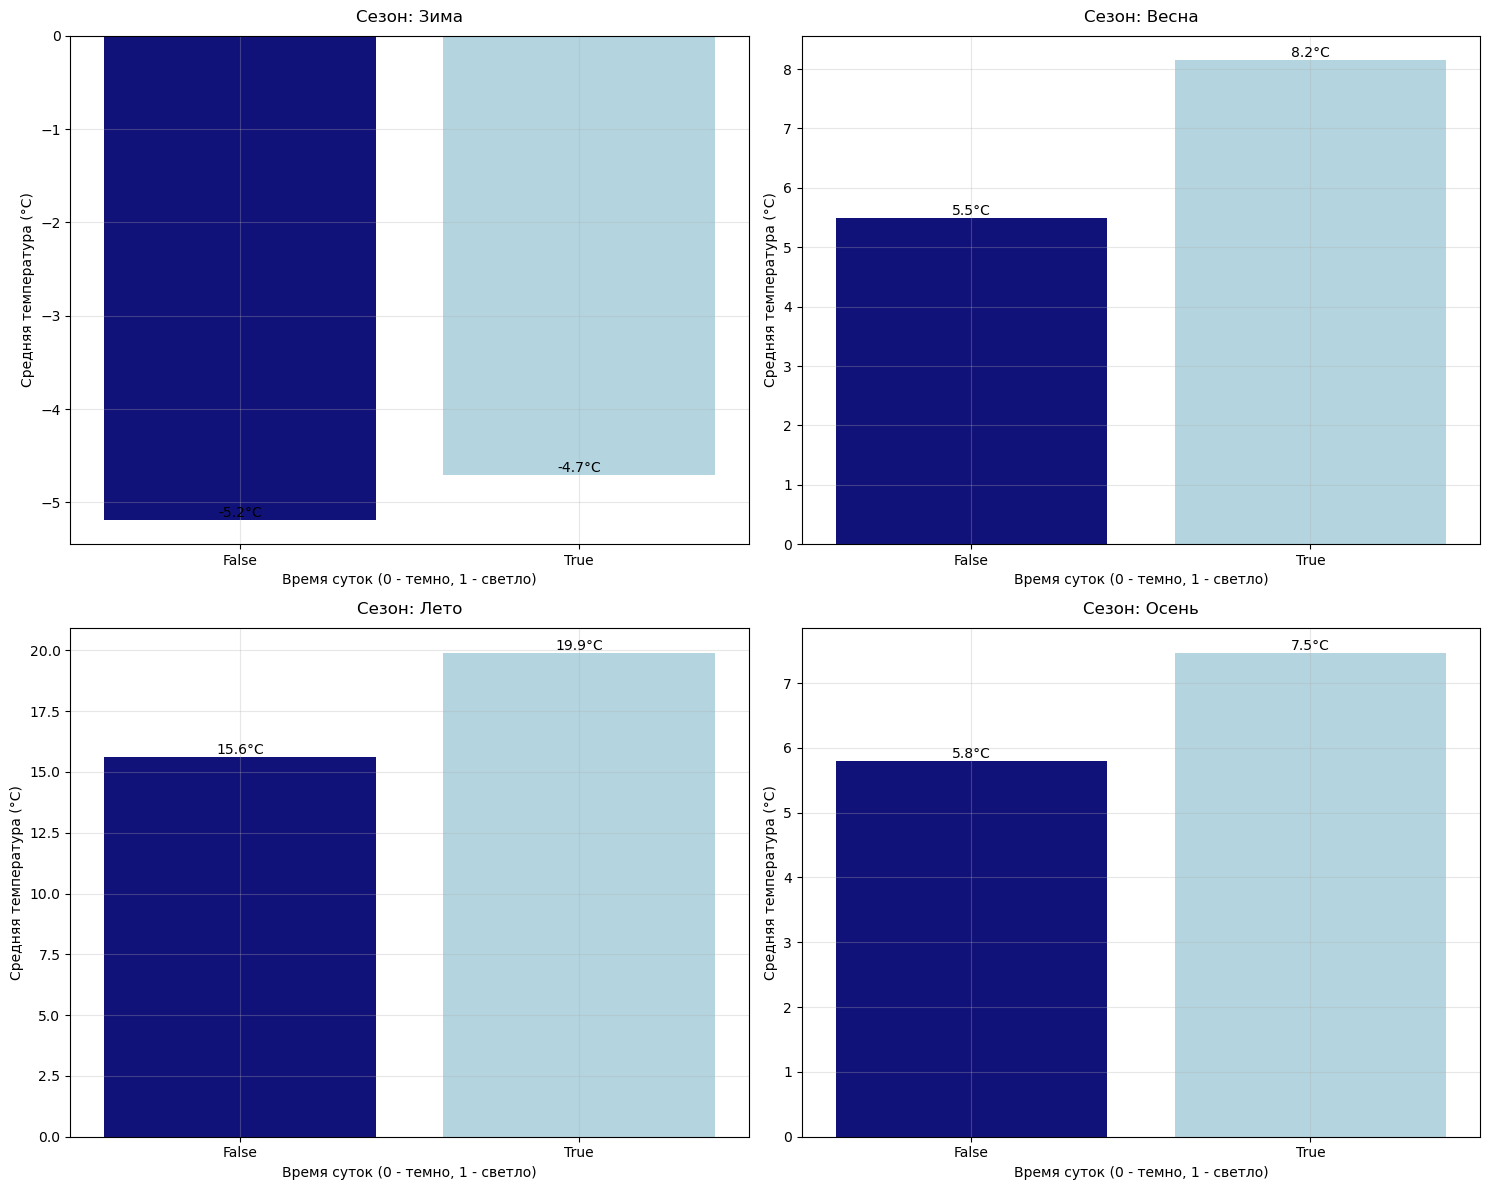 Сезон: Зима
0
−1
−2
−3
−4
−5
Средняя температура (°C)
-5.2°C
-4.7°C
False
True
Время суток (0 - темно, 1 - светло)
Сезон: Весна
8
7
6
5
4
3
2
1
0
Средняя температура (°C)
5.5°C
8.2°C
False
True
Время суток (0 - темно, 1 - светло)
Сезон: Лето
20.0
17.5
15.0
12.5
10.0
7.5
5.0
2.5
0.0
Средняя температура (°C)
15.6°C
19.9°C
False
True
Время суток (0 - темно, 1 - светло)
Сезон: Осень
7
6
5
4
3
2
1
0
Средняя температура (°C)
5.8°C
7.5°C
False
True
Время суток (0 - темно, 1 - светло)